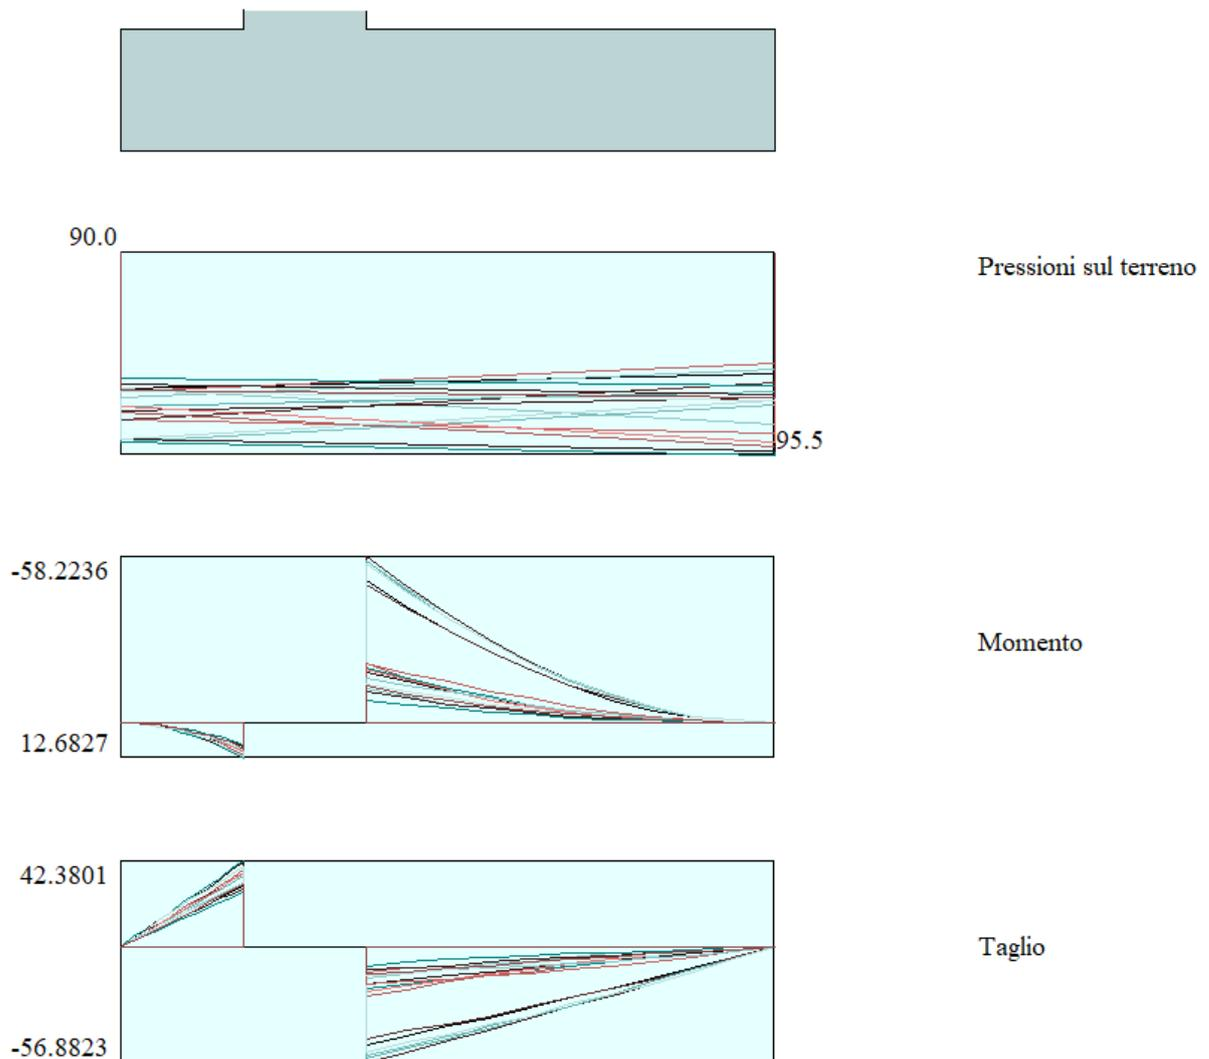 90.0
Pressioni sul terreno
95.5
-58.2236
Momento
12.6827
42.3801
Taglio
-56.8823